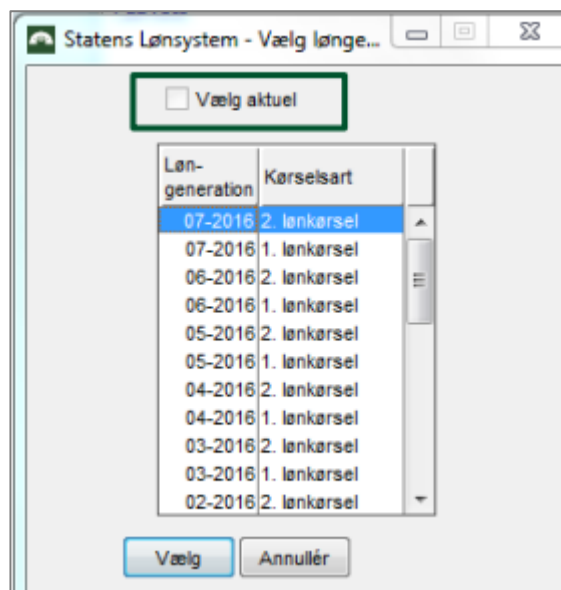 Statens Lønsystem - Vælg lønge...
Vælg aktuel
Løn-
generation Kørselsart
07-2016 2. lønkørsel
07-2016 1. lønkørsel
06-2016 2. lønkørsel
06-2016 1. lønkørsel
05-2016 2. lønkørsel
05-2016 1. lønkørsel
04-2016 2. lønkørsel
04-2016 1. lønkørsel
03-2016 2. lønkørsel
03-2016 1. lønkørsel
02-2016 2. lønkørsel
Vælg Annullér